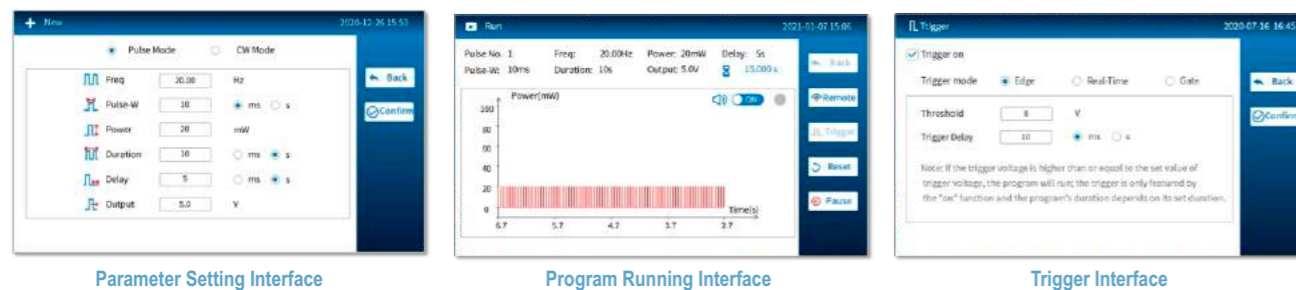 New 2020-12-26 15:53
Pulse Mode CW Mode
Freq 20.00 Hz
Pulse-W 10 ms s
Power 20 mW
Duration 10 ms s
Delay 5 ms s
Output 5.0 V
Back
Confirm
Parameter Setting Interface
Run 2021-01-07 15:06
Pulse No. 1 Freq: 20.00Hz Power: 20mW Delay: 5s
Pulse-W: 10ms Duration: 10s Output: 5.0V 15.000 s
Power(mW) ON
100
80
60
40
20
0
Time(s)
6.7 5.7 4.7 3.7 2.7
Back
Remote
Trigger
Reset
Pause
Program Running Interface
Trigger 2020-07-16 16:45
Trigger on
Trigger mode Edge Real-Time Gate
Threshold 8 V
Trigger Delay 10 ms s
Note: If the trigger voltage is higher than or equal to the set value of
trigger voltage, the program will run; the trigger is only featured by
the "on" function and the program's duration depends on its set duration.
Back
Confirm
Trigger Interface